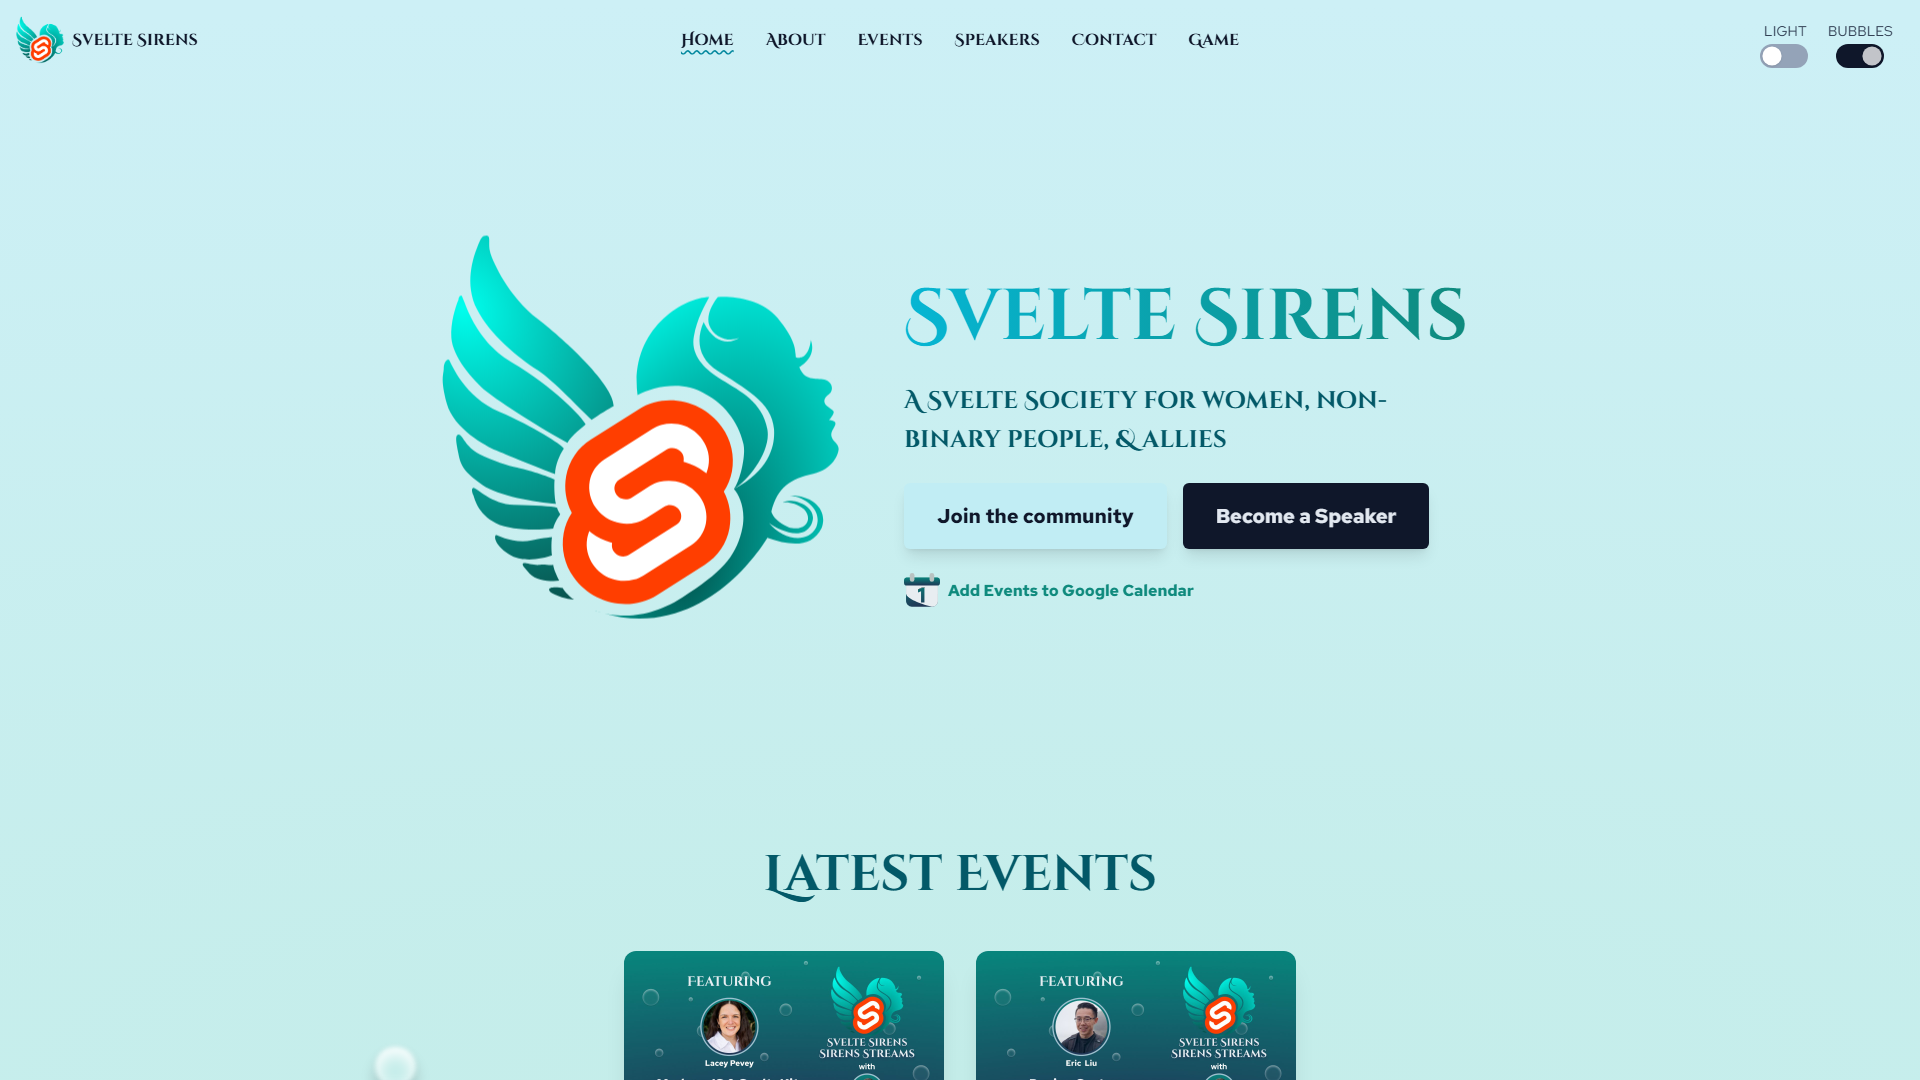 Svelte Sirens
Home
About
Events
Speakers
Contact
Game
LIGHT
BUBBLES
Svelte Sirens
A Svelte Society for women, non-
binary people, & allies
Join the community
Become a Speaker
1
Add Events to Google Calendar
Latest Events
Featuring
Lacey Pevey
Svelte Sirens
Sirens Streams
with
Featuring
Eric Liu
Svelte Sirens
Sirens Streams
with